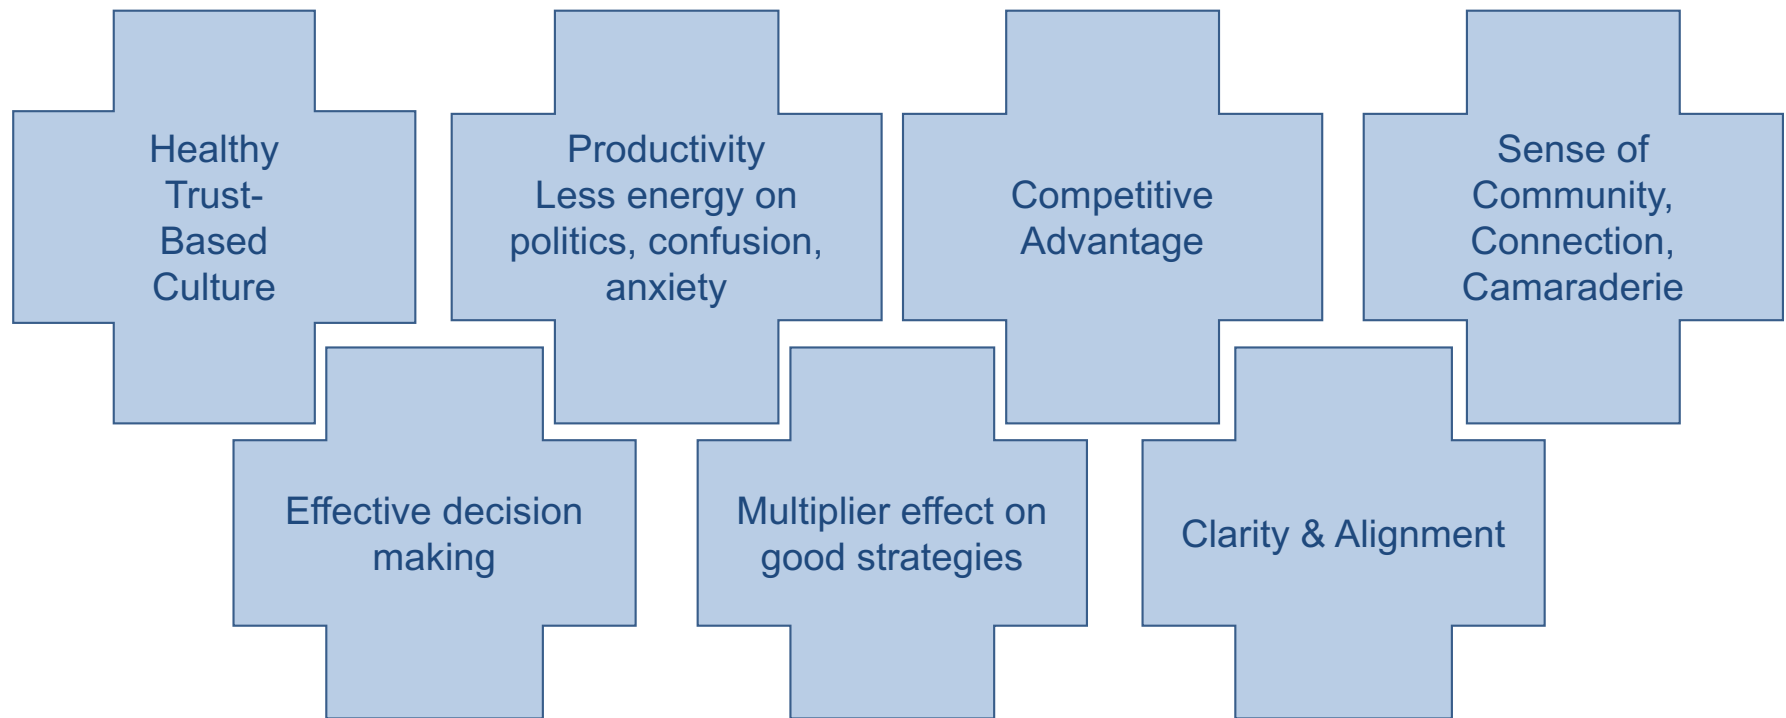 Healthy
Trust-
Based
Culture
Productivity
Less energy on
politics, confusion,
anxiety
Competitive
Advantage
Sense of
Community,
Connection,
Camaraderie
Effective decision
making
Multiplier effect on
good strategies
Clarity & Alignment